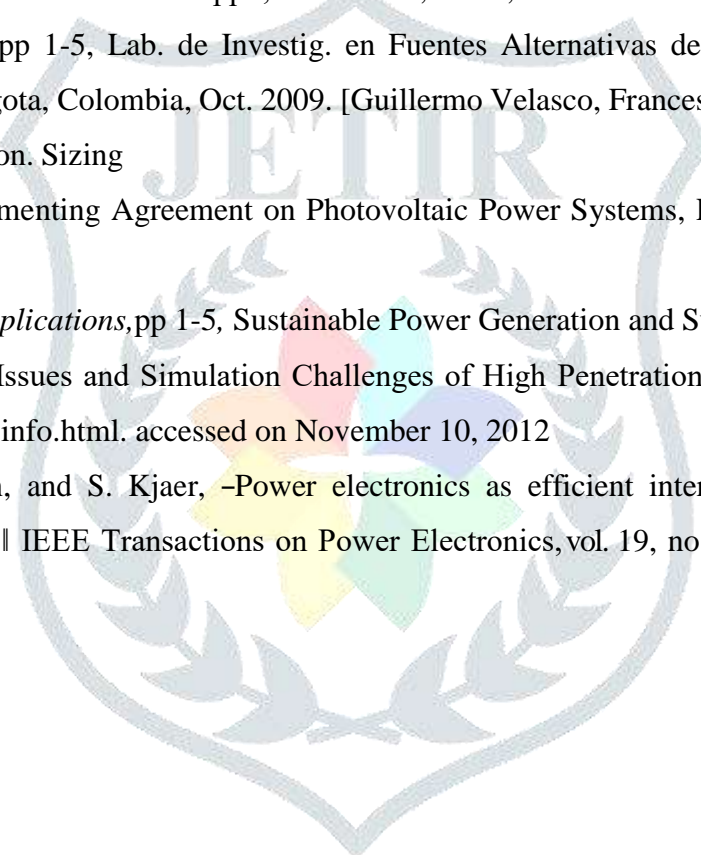 pp 1-5, Lab. de Investig. en Fuentes Alternativas de
gota, Colombia, Oct. 2009. [Guillermo Velasco, Frances
on. Sizing
JETIR
menting Agreement on Photovoltaic Power Systems, I
plications,pp 1-5, Sustainable Power Generation and S
Issues and Simulation Challenges of High Penetration
info.html. accessed on November 10, 2012
, and S. Kjaer, ‒Power electronics as efficient inter
‖ IEEE Transactions on Power Electronics,vol. 19, no